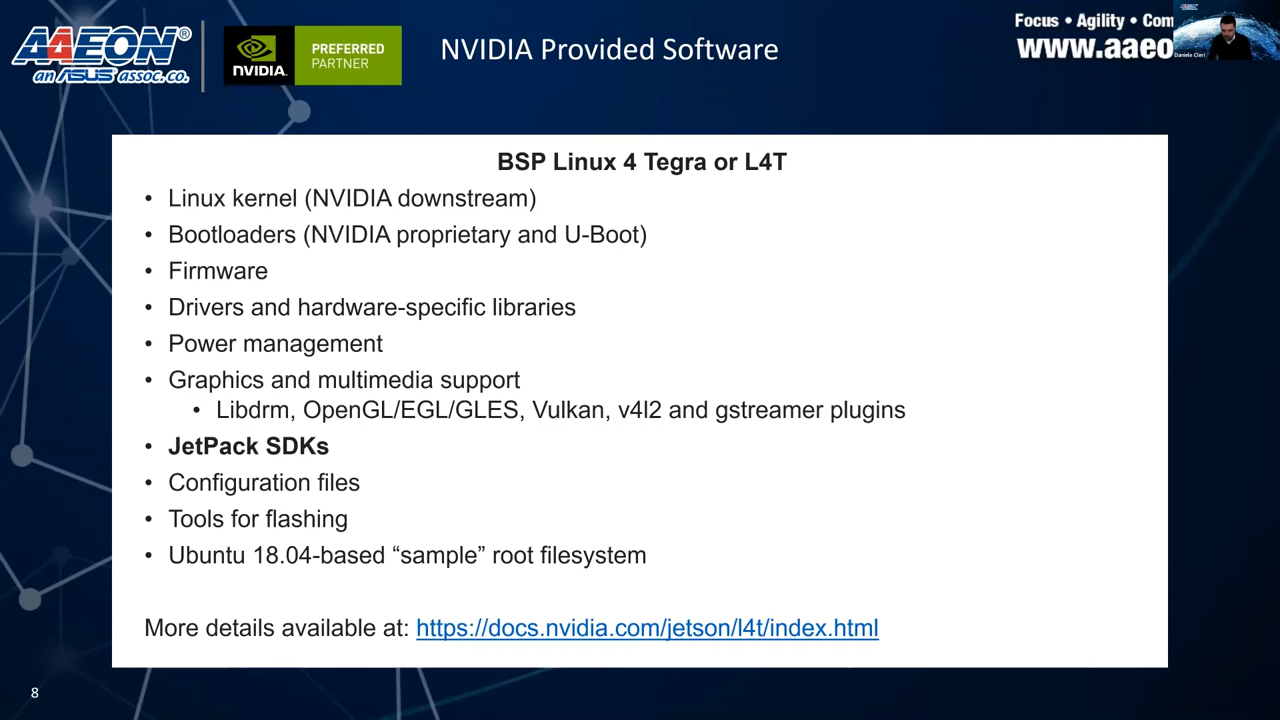 AAEON®
an ASUS assoc. co.
NVIDIA.
PREFERRED
PARTNER
NVIDIA Provided Software
Focus • Agility • Com
www.aaeo
Daniele Cleri
BSP Linux 4 Tegra or L4T
• Linux kernel (NVIDIA downstream)
• Bootloaders (NVIDIA proprietary and U-Boot)
• Firmware
• Drivers and hardware-specific libraries
• Power management
• Graphics and multimedia support
• Libdrm, OpenGL/EGL/GLES, Vulkan, v4l2 and gstreamer plugins
• JetPack SDKs
• Configuration files
• Tools for flashing
• Ubuntu 18.04-based “sample” root filesystem
More details available at: https://docs.nvidia.com/jetson/l4t/index.html
8